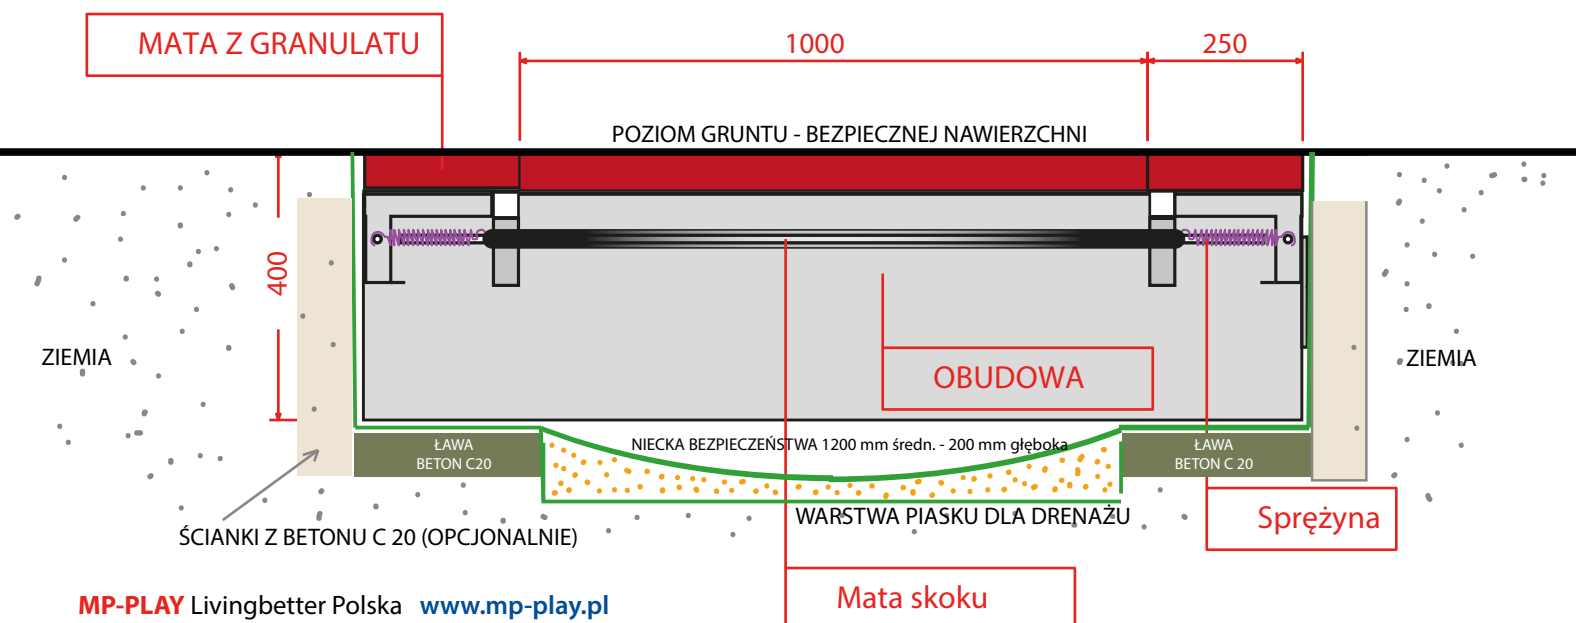 MATA Z GRANULATU
1000
250
POZIOM GRUNTU - BEZPIECZNEJ NAWIERZCHNI
400
ZIEMIA
ZIEMIA
OBUDOWA
ŁAWA
BETON C20
NIECKA BEZPIECZEŃSTWA 1200 mm średn. - 200 mm głęboka
ŁAWA
BETON C 20
WARSTWA PIASKU DLA DRENAŻU
Sprężyna
ŚCIANKI Z BETONU C 20 (OPCJONALNIE)
Mata skoku
MP-PLAY Livingbetter Polska www.mp-play.pl